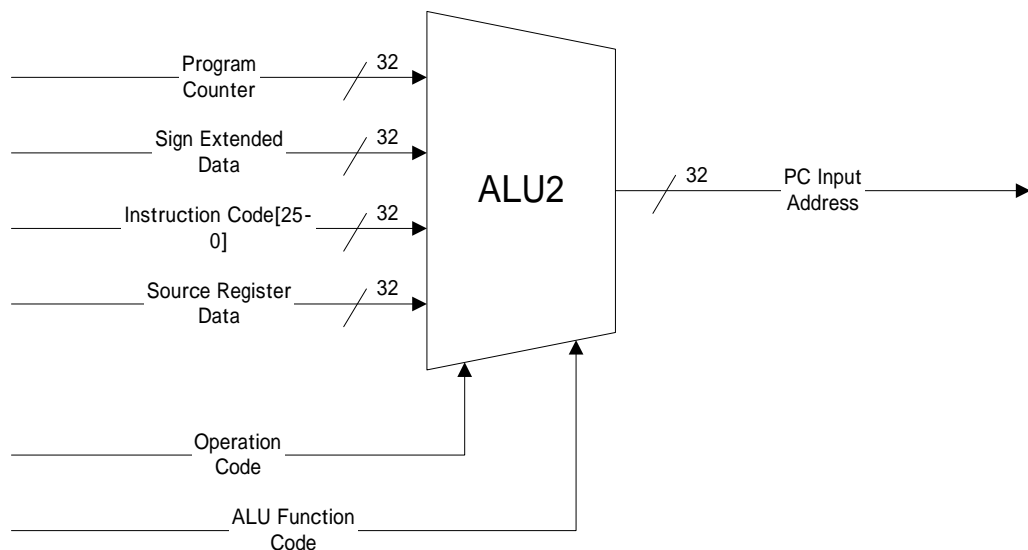 Program
Counter
32
Sign Extended
Data
32
Instruction Code[25-
0]
32
Source Register
Data
32
ALU2
32
PC Input
Address
Operation
Code
ALU Function
Code